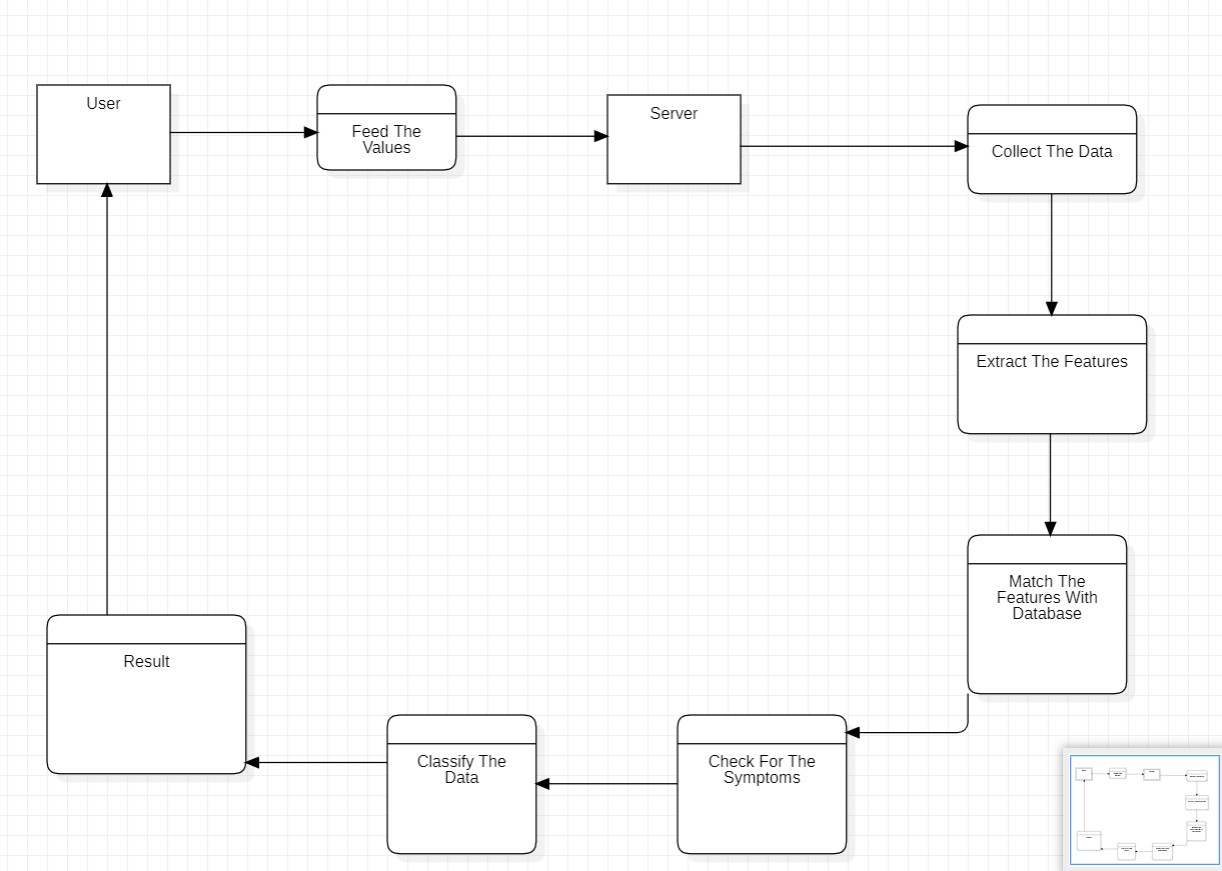 User
Feed The
Values
Server
Collect The Data
Extract The Features
Match The
Features With
Database
Check For The
Symptoms
Classify The
Data
Result